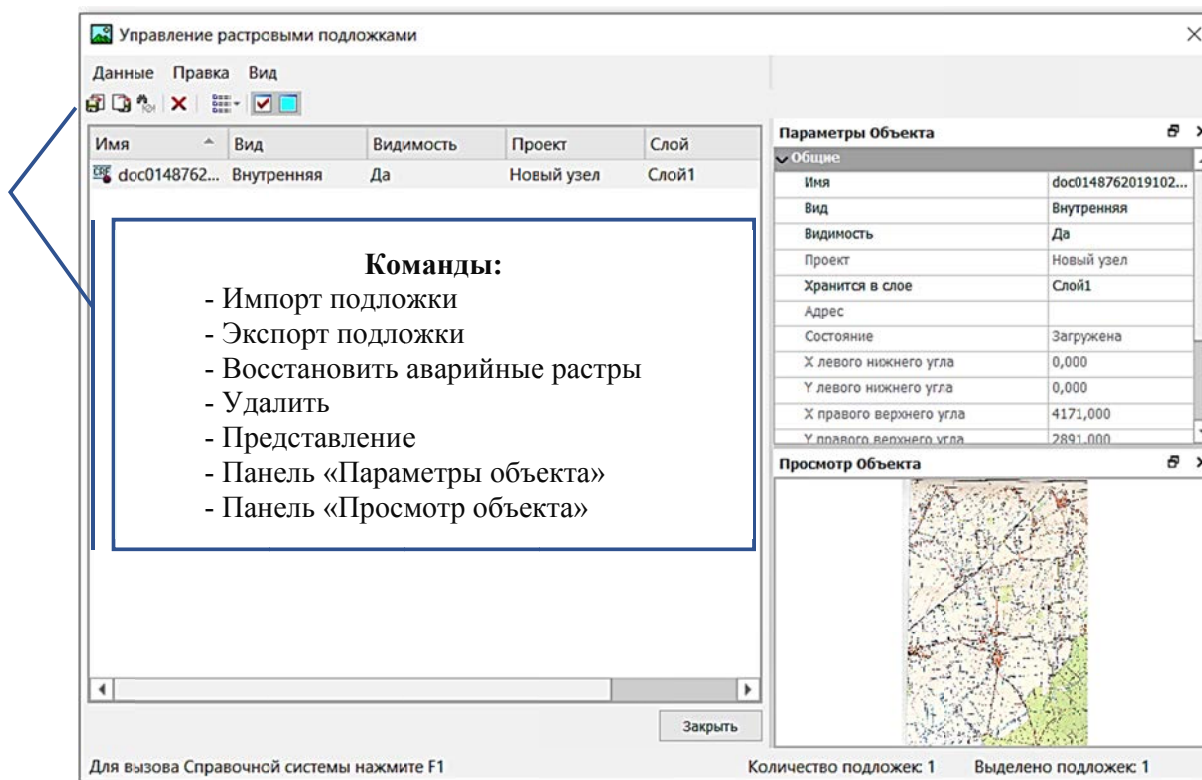 Управление растровыми подложками
Данные Правка Вид
Имя Вид Видимость Проект Слой
doc0148762... Внутренняя Да Новый узел Слой1
Команды:
- Импорт подложки
- Экспорт подложки
- Восстановить аварийные растры
- Удалить
- Представление
- Панель «Параметры объекта»
- Панель «Просмотр объекта»
Закрыть
Параметры Объекта
Общие
Имя doc0148762019102...
Вид Внутренняя
Видимость Да
Проект Новый узел
Хранится в слое Слой1
Адрес
Состояние Загружена
X левого нижнего угла 0,000
Y левого нижнего угла 0,000
X правого верхнего угла 4171,000
Y правого верхнего угла 2891,000
Просмотр Объекта
Для вызова Справочной системы нажмите F1
Количество подложек: 1 Выделено подложек: 1